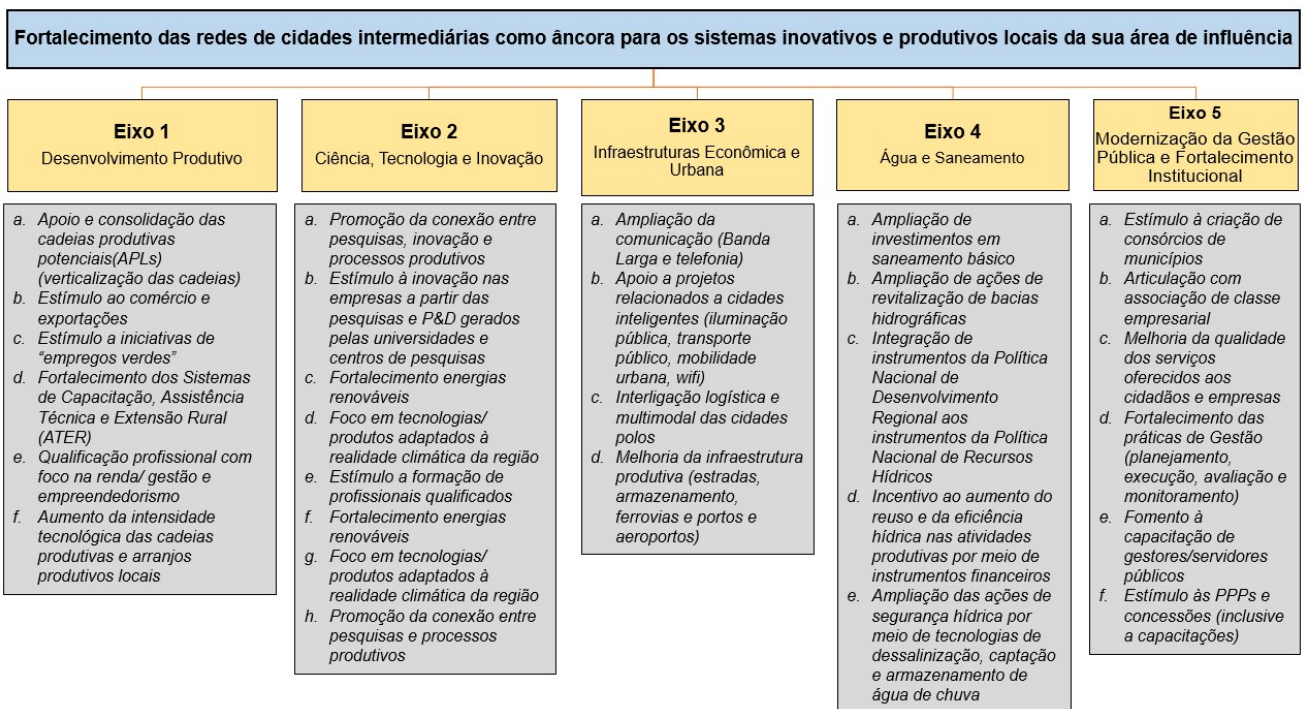 Fortalecimento das redes de cidades intermediárias como âncora para os sistemas inovativos e produtivos locais da sua área de influência
Eixo 1
Desenvolvimento Produtivo
a. Apoio e consolidação das
cadeias produtivas
potenciais(APLs)
(verticalização das cadeias)
b. Estímulo ao comércio e
exportações
c. Estímulo a iniciativas de
“empregos verdes”
d. Fortalecimento dos Sistemas
de Capacitação, Assistência
Técnica e Extensão Rural
(ATER)
e. Qualificação profissional com
foco na renda/ gestão e
empreendedorismo
f. Aumento da intensidade
tecnológica das cadeias
produtivas e arranjos
produtivos locais
Eixo 2
Ciência, Tecnologia e Inovação
a. Promoção da conexão entre
pesquisas, inovação e
processos produtivos
b. Estímulo à inovação nas
empresas a partir das
pesquisas e P&D gerados
pelas universidades e
centros de pesquisas
c. Fortalecimento energias
renováveis
d. Foco em tecnologias/
produtos adaptados à
realidade climática da região
e. Estímulo a formação de
profissionais qualificados
f. Fortalecimento energias
renováveis
g. Foco em tecnologias/
produtos adaptados à
realidade climática da região
h. Promoção da conexão entre
pesquisas e processos
produtivos
Eixo 3
Infraestruturas Econômica e
Urbana
a. Ampliação da
comunicação (Banda
Larga e telefonia)
b. Apoio a projetos
relacionados a cidades
inteligentes (iluminação
pública, transporte
público, mobilidade
urbana, wifi)
c. Interligação logística e
multimodal das cidades
polos
d. Melhoria da infraestrutura
produtiva (estradas,
armazenamento,
ferrovias e portos e
aeroportos)
Eixo 4
Água e Saneamento
a. Ampliação de
investimentos em
saneamento básico
b. Ampliação de ações de
revitalização de bacias
hidrográficas
c. Integração de
instrumentos da Política
Nacional de
Desenvolvimento
Regional aos
instrumentos da Política
Nacional de Recursos
Hídricos
d. Incentivo ao aumento do
reuso e da eficiência
hídrica nas atividades
produtivas por meio de
instrumentos financeiros
e. Ampliação das ações de
segurança hídrica por
meio de tecnologias de
dessalinização, captação
e armazenamento de
água de chuva
Eixo 5
Modernização da Gestão
Pública e Fortalecimento
Institucional
a. Estímulo à criação de
consórcios de
municípios
b. Articulação com
associação de classe
empresarial
c. Melhoria da qualidade
dos serviços
oferecidos aos
cidadãos e empresas
d. Fortalecimento das
práticas de Gestão
(planejamento,
execução, avaliação e
monitoramento)
e. Fomento à
capacitação de
gestores/servidores
públicos
f. Estímulo às PPPs e
concessões (inclusive
a capacitações)